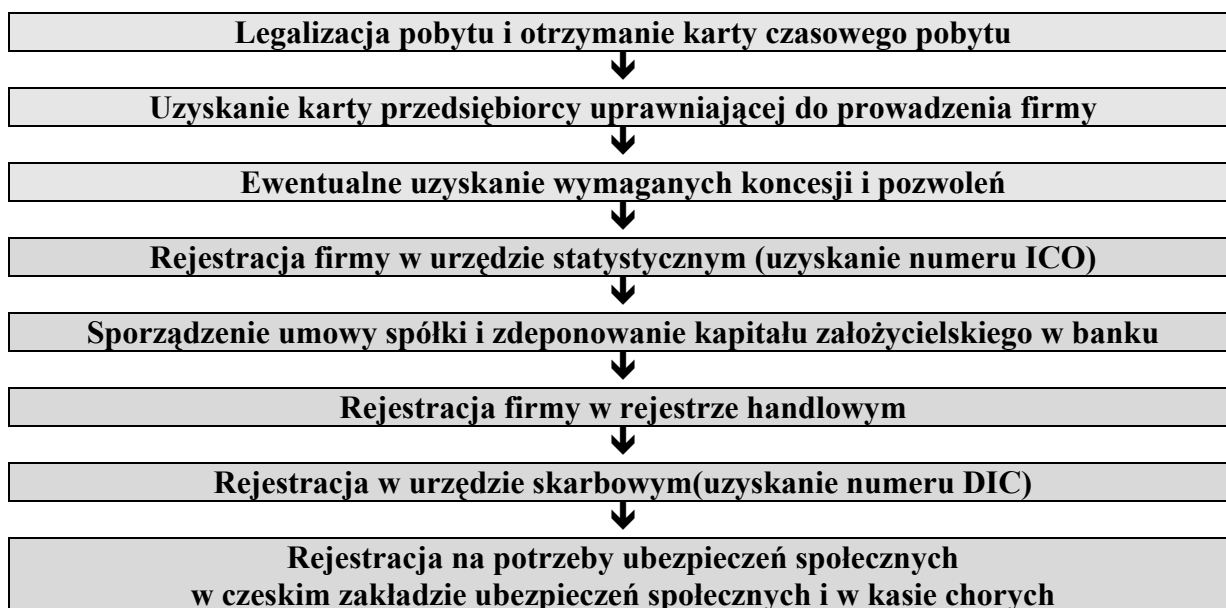 Legalizacja pobytu i otrzymanie karty czasowego pobytu
Uzyskanie karty przedsiębiorcy uprawniającej do prowadzenia firmy
Ewentualne uzyskanie wymaganych koncesji i pozwoleń
Rejestracja firmy w urzędzie statystycznym (uzyskanie numeru ICO)
Sporządzenie umowy spółki i zdeponowanie kapitału założycielskiego w banku
Rejestracja firmy w rejestrze handlowym
Rejestracja w urzędzie skarbowym(uzyskanie numeru DIC)
Rejestracja na potrzeby ubezpieczeń społecznych
w czeskim zakładzie ubezpieczeń społecznych i w kasie chorych